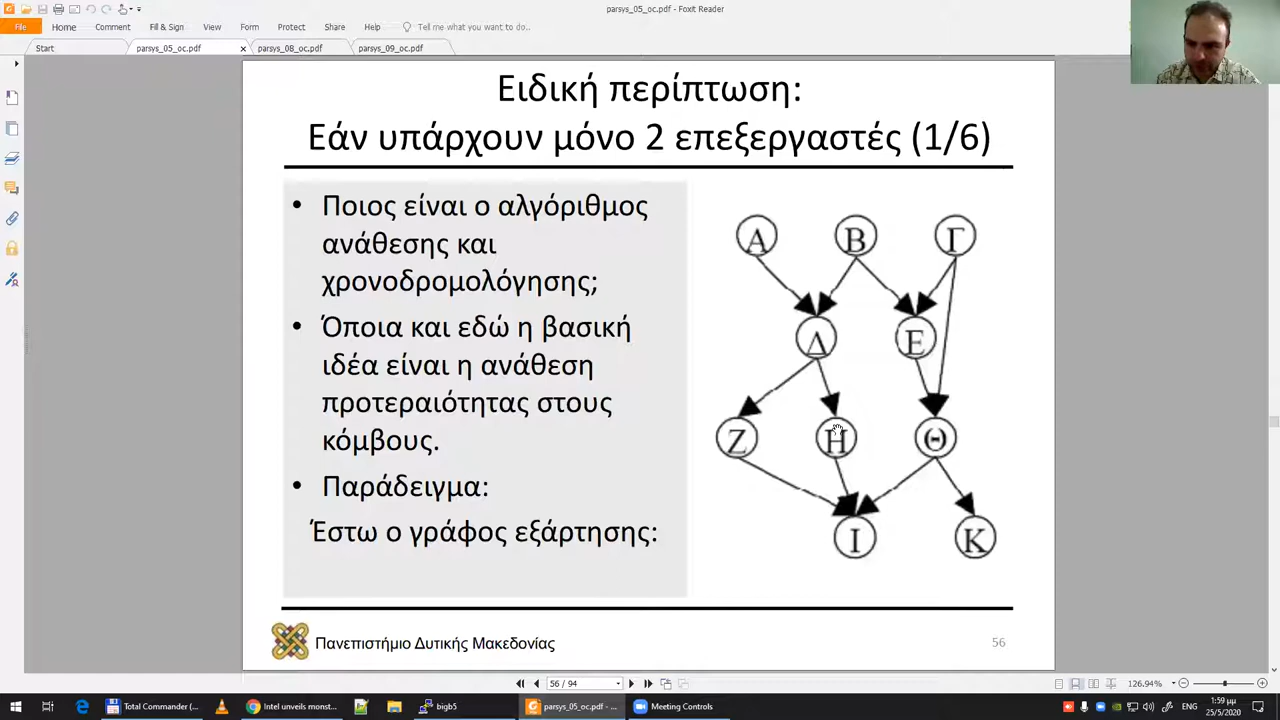 parsys_05_oc.pdf - Foxit Reader
File Home Comment Fill & Sign Form Protect Share Help Tell me what you want to do..
Start parsys_05_oc.pdf parsys_08_oc.pdf parsys_09_oc.pdf
Ειδική περίπτωση:
Εάν υπάρχουν μόνο 2 επεξεργαστές (1/6)
• Ποιος είναι ο αλγόριθμος
ανάθεσης και
χρονοδρομολόγησης;
• Όποια και εδώ η βασική
ιδέα είναι η ανάθεση
προτεραιότητας στους
κόμβους.
• Παράδειγμα:
Έστω ο γράφος εξάρτησης:
Α Β Γ
Δ Ε
Ζ Η Θ
Ι Κ
Πανεπιστήμιο Δυτικής Μακεδονίας
56
56 / 94
126.94%
Total Commander (... Intel unveils monst... bigb5 parsys_05_oc.pdf - ... Meeting Controls
ENG
1:59 μμ
25/5/2020